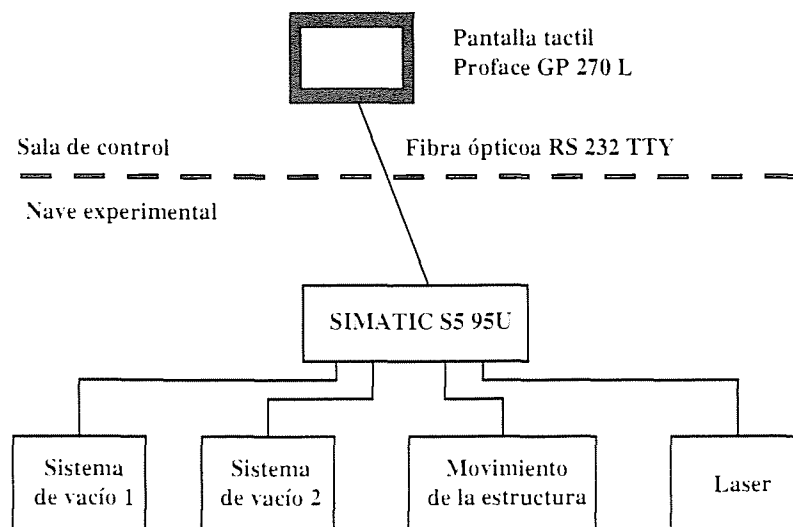 Pantalla tactil
Proface GP 270 L
Sala de control
Fibra ópticoa RS 232 TTY
Nave experimental
SIMATIC S5 95U
Sistema
de vacío 1
Sistema
de vacío 2
Movimiento
de la estructura
Laser